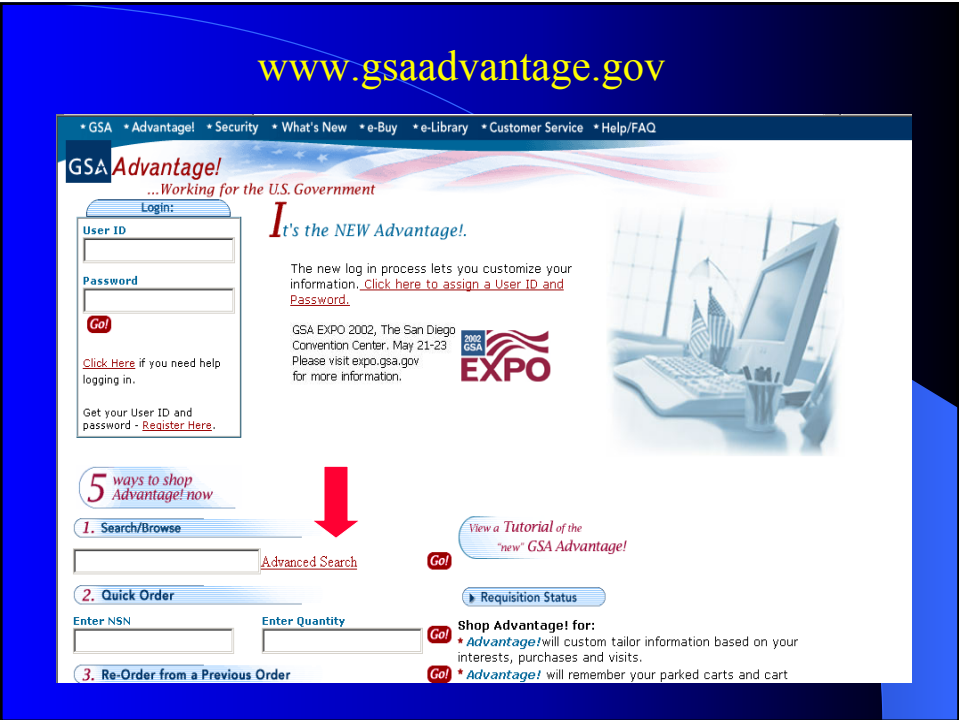 www.gsaadvantage.gov
* GSA * Advantage! * Security * What's New * e-Buy * e-Library * Customer Service * Help/FAQ
GSA Advantage!
...Working for the U.S. Government
Login:
User ID
Password
Go!
Click Here if you need help
logging in.
Get your User ID and
password - Register Here.
It's the NEW Advantage!.
The new log in process lets you customize your
information. Click here to assign a User ID and
Password.
GSA EXPO 2002, The San Diego
Convention Center. May 21-23
Please visit expo.gsa.gov
for more information.
2002
GSA
EXPO
5 ways to shop
Advantage! now
1. Search/Browse
Advanced Search
Go!
2. Quick Order
Enter NSN
Enter Quantity
Go!
3. Re-Order from a Previous Order
Go!
View a Tutorial of the
"new" GSA Advantage!
Requisition Status
Shop Advantage! for:
* Advantage! will custom tailor information based on your
interests, purchases and visits.
* Advantage! will remember your parked carts and cart